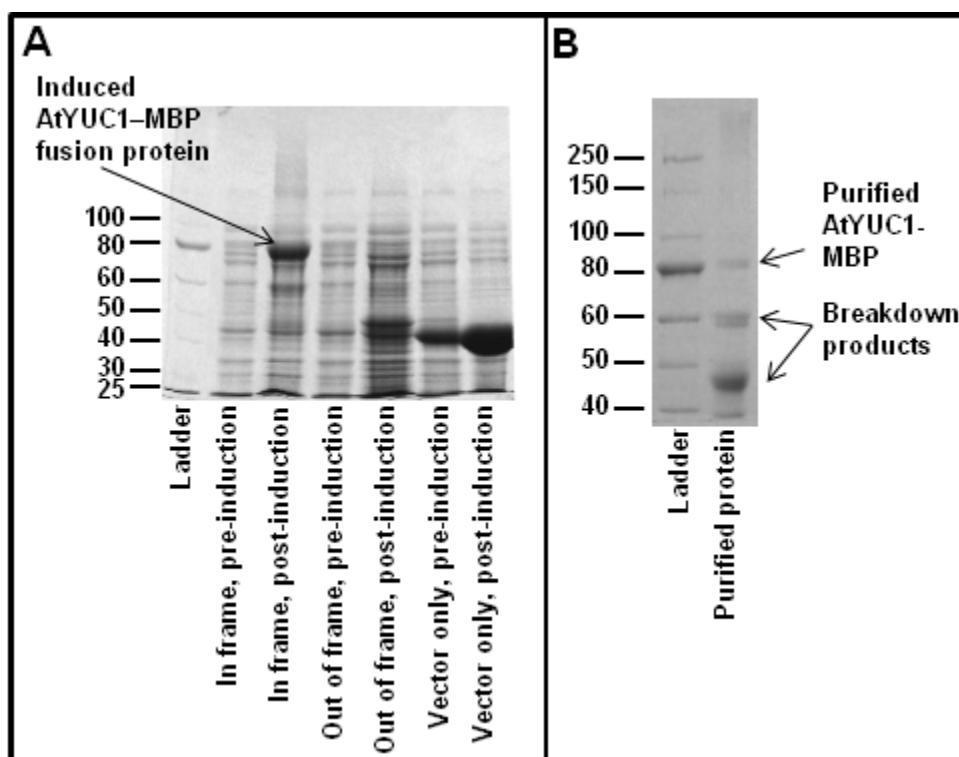 A
Induced
AtYUC1–MBP
fusion protein
100
80
60
50
40
30
25
Ladder
In frame, pre-induction
In frame, post-induction
Out of frame, pre-induction
Out of frame, post-induction
Vector only, pre-induction
Vector only, post-induction
B
250
150
100
80
60
50
40
Purified
AtYUC1-
MBP
Breakdown
products
Ladder
Purified protein